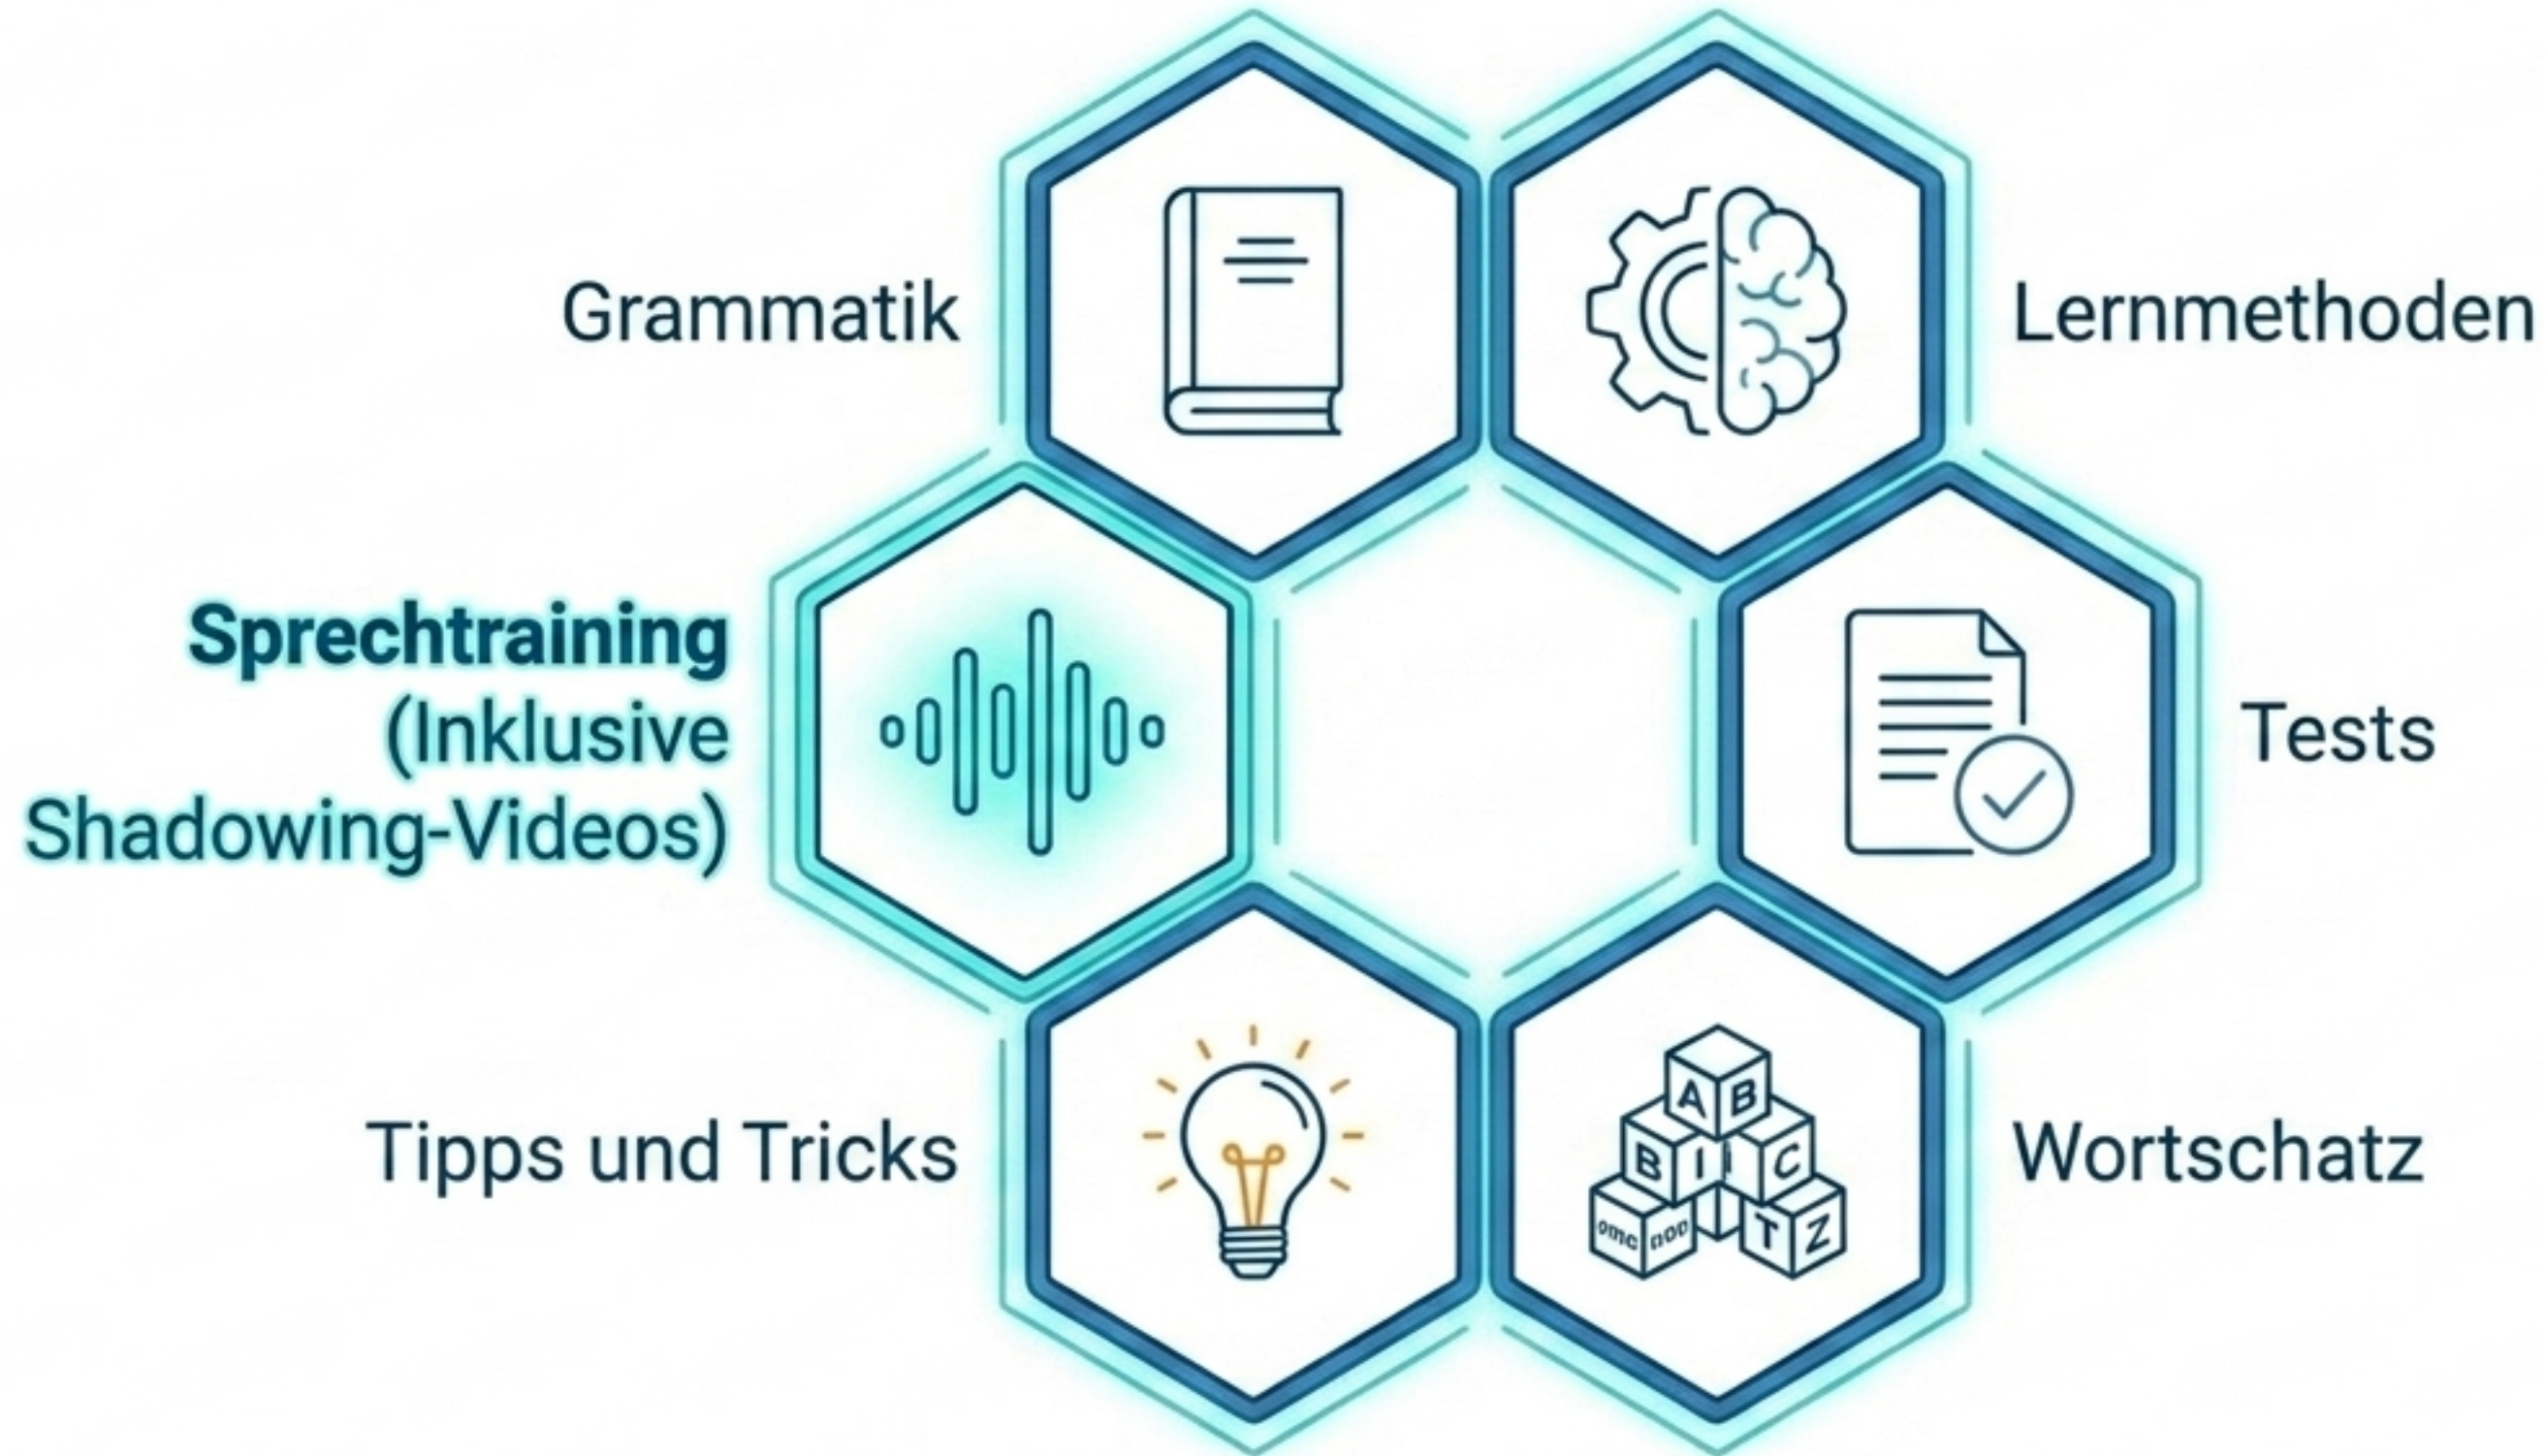 Grammatik
Lernmethoden
Sprechtraining
(Inklusive
Shadowing-Videos)
Tests
Tipps und Tricks
Wortschatz
A B
B I C
T Z